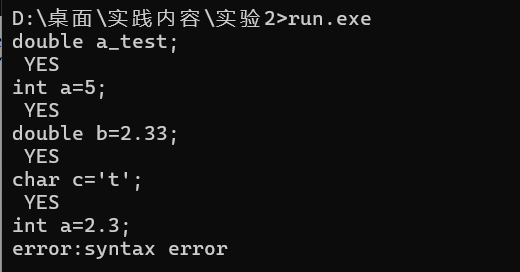 D:\桌面\实践内容\实验2>run.exe
double a_test;
 YES
int a=5;
 YES
double b=2.33;
 YES
char c='t';
 YES
int a=2.3;
error:syntax error